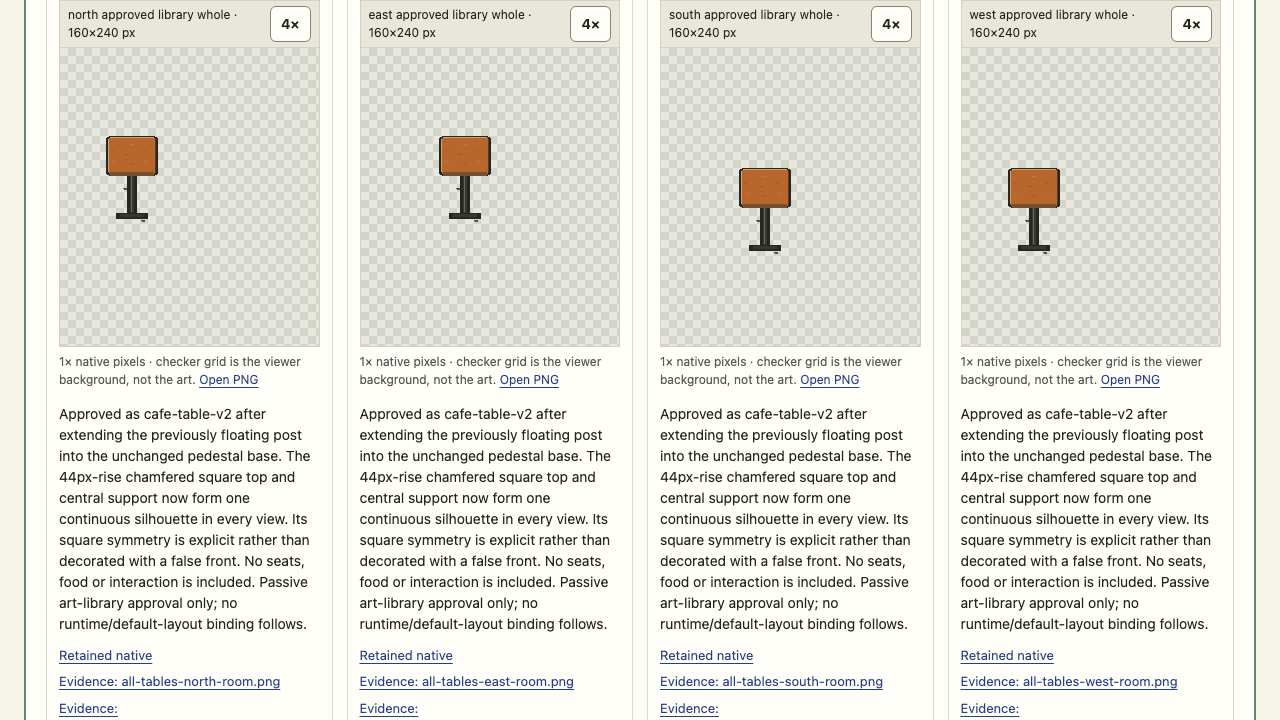 north approved library whole ·
160×240 px
4×
1× native pixels · checker grid is the viewer
background, not the art. Open PNG
Approved as cafe-table-v2 after
extending the previously floating post
into the unchanged pedestal base. The
44px-rise chamfered square top and
central support now form one
continuous silhouette in every view. Its
square symmetry is explicit rather than
decorated with a false front. No seats,
food or interaction is included. Passive
art-library approval only; no
runtime/default-layout binding follows.
Retained native
Evidence: all-tables-north-room.png
Evidence:
east approved library whole ·
160×240 px
4×
1× native pixels · checker grid is the viewer
background, not the art. Open PNG
Approved as cafe-table-v2 after
extending the previously floating post
into the unchanged pedestal base. The
44px-rise chamfered square top and
central support now form one
continuous silhouette in every view. Its
square symmetry is explicit rather than
decorated with a false front. No seats,
food or interaction is included. Passive
art-library approval only; no
runtime/default-layout binding follows.
Retained native
Evidence: all-tables-east-room.png
Evidence:
south approved library whole ·
160×240 px
4×
1× native pixels · checker grid is the viewer
background, not the art. Open PNG
Approved as cafe-table-v2 after
extending the previously floating post
into the unchanged pedestal base. The
44px-rise chamfered square top and
central support now form one
continuous silhouette in every view. Its
square symmetry is explicit rather than
decorated with a false front. No seats,
food or interaction is included. Passive
art-library approval only; no
runtime/default-layout binding follows.
Retained native
Evidence: all-tables-south-room.png
Evidence:
west approved library whole ·
160×240 px
4×
1× native pixels · checker grid is the viewer
background, not the art. Open PNG
Approved as cafe-table-v2 after
extending the previously floating post
into the unchanged pedestal base. The
44px-rise chamfered square top and
central support now form one
continuous silhouette in every view. Its
square symmetry is explicit rather than
decorated with a false front. No seats,
food or interaction is included. Passive
art-library approval only; no
runtime/default-layout binding follows.
Retained native
Evidence: all-tables-west-room.png
Evidence: